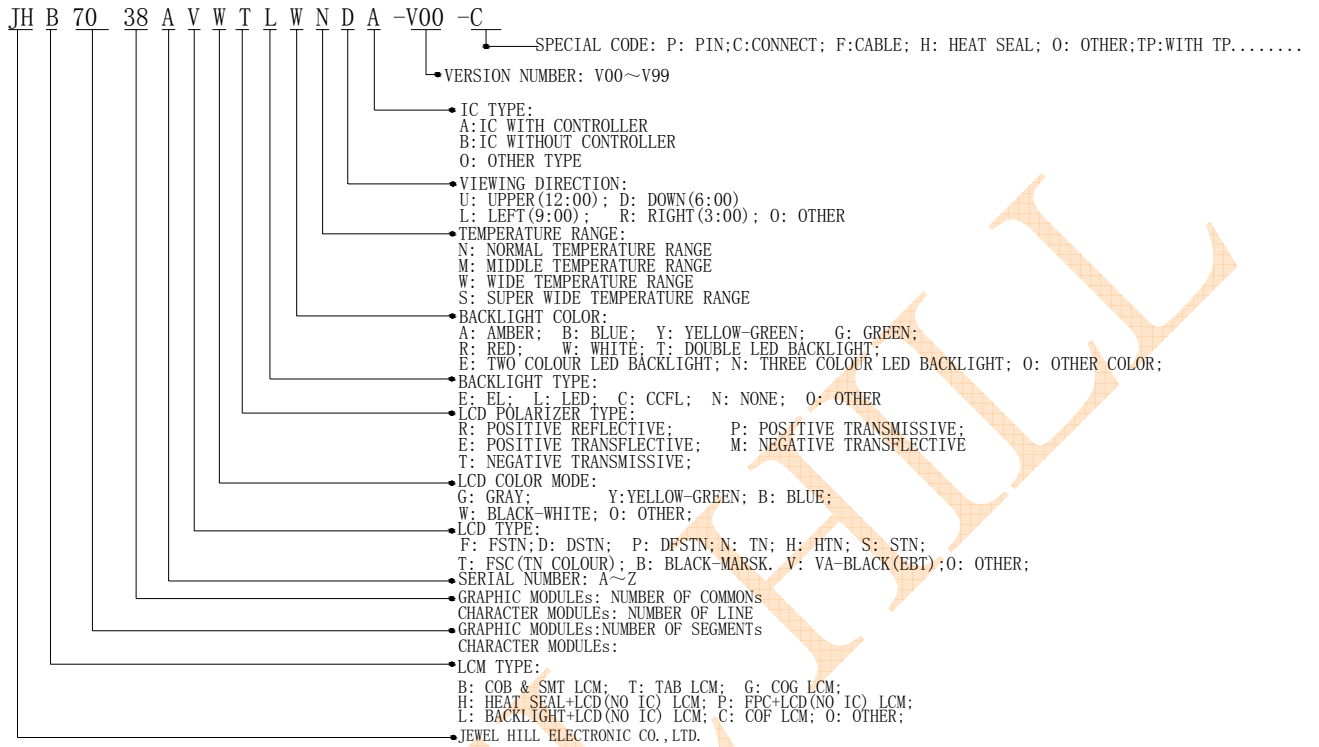 JH B 70 38 A V W T L W N D A -V00 -C
SPECIAL CODE: P: PIN;C:CONNECT; F:CABLE; H: HEAT SEAL; O: OTHER;TP:WITH TP........
VERSION NUMBER: V00~V99
IC TYPE:
A:IC WITH CONTROLLER
B:IC WITHOUT CONTROLLER
O: OTHER TYPE
VIEWING DIRECTION:
U: UPPER(12:00); D: DOWN(6:00)
L: LEFT(9:00); R: RIGHT(3:00); O: OTHER
TEMPERATURE RANGE:
N: NORMAL TEMPERATURE RANGE
M: MIDDLE TEMPERATURE RANGE
W: WIDE TEMPERATURE RANGE
S: SUPER WIDE TEMPERATURE RANGE
BACKLIGHT COLOR:
A: AMBER; B: BLUE; Y: YELLOW-GREEN; G: GREEN;
R: RED; W: WHITE; T: DOUBLE LED BACKLIGHT;
E: TWO COLOUR LED BACKLIGHT; N: THREE COLOUR LED BACKLIGHT; O: OTHER COLOR;
BACKLIGHT TYPE:
E: EL; L: LED; C: CCFL; N: NONE; O: OTHER
LCD POLARIZER TYPE:
R: POSITIVE REFLECTIVE; P: POSITIVE TRANSMISSIVE;
E: POSITIVE TRANSFLECTIVE; M: NEGATIVE TRANSFLECTIVE
T: NEGATIVE TRANSMISSIVE;
LCD COLOR MODE:
G: GRAY; Y:YELLOW-GREEN; B: BLUE;
W: BLACK-WHITE; O: OTHER;
LCD TYPE:
F: FSTN;D: DSTN; P: DFSTN;N: TN; H: HTN; S: STN;
T: FSC(TN COLOUR); B: BLACK-MARSK. V: VA-BLACK(EBT);O: OTHER;
SERIAL NUMBER: A~Z
GRAPHIC MODULEs: NUMBER OF COMMONs
CHARACTER MODULEs: NUMBER OF LINE
GRAPHIC MODULEs:NUMBER OF SEGMENTs
CHARACTER MODULEs:
LCM TYPE:
B: COB & SMT LCM; T: TAB LCM; G: COG LCM;
H: HEAT SEAL+LCD(NO IC) LCM; P: FPC+LCD(NO IC) LCM;
L: BACKLIGHT+LCD(NO IC) LCM; C: COF LCM; O: OTHER;
JEWEL HILL ELECTRONIC CO.,LTD.
HILL